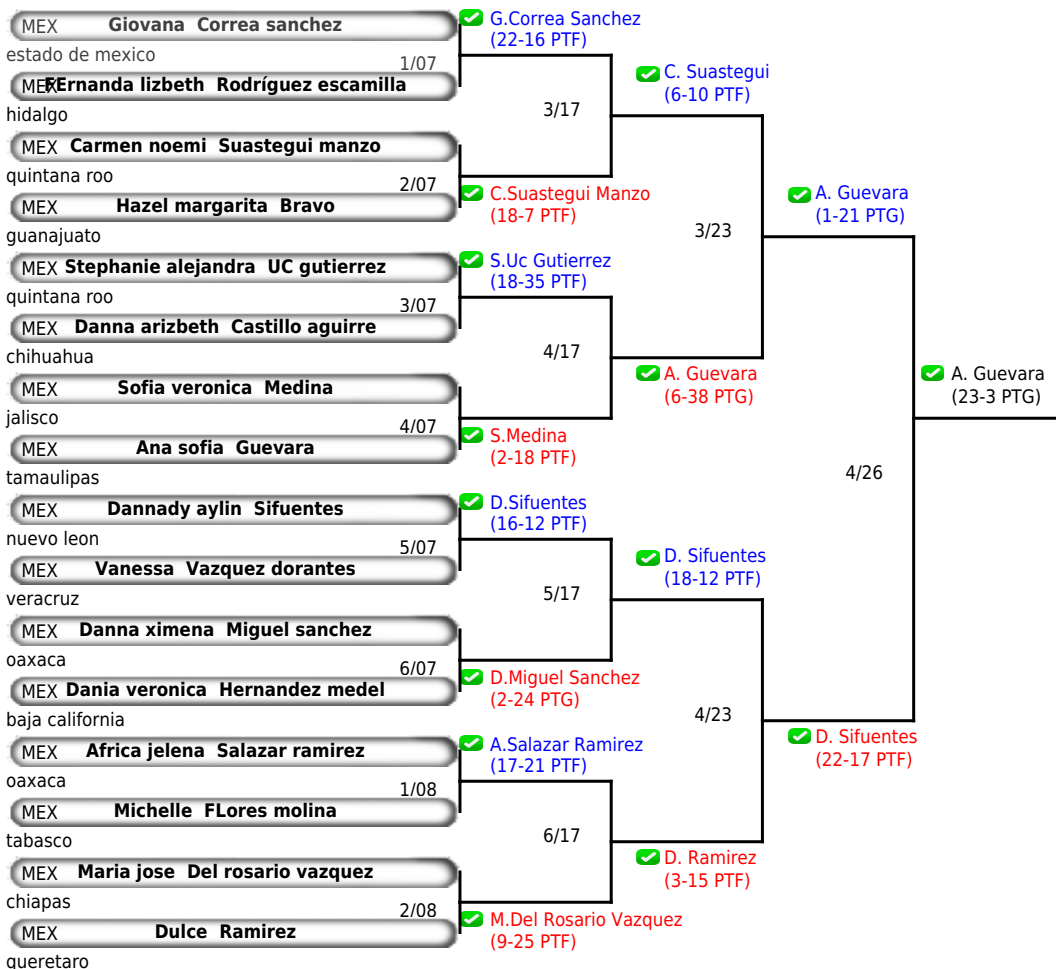 MEX Giovana Correa sanchez
estado de mexico
1/07
MEX FErnanda lizbeth Rodríguez escamilla
hidalgo
MEX Carmen noemi Suastegui manzo
quintana roo
2/07
MEX Hazel margarita Bravo
guanajuato
MEX Stephanie alejandra UC gutierrez
quintana roo
3/07
MEX Danna arizbeth Castillo aguirre
chihuahua
MEX Sofia veronica Medina
jalisco
4/07
MEX Ana sofia Guevara
tamaulipas
MEX Dannady aylin Sifuentes
nuevo leon
5/07
MEX Vanessa Vazquez dorantes
veracruz
MEX Danna ximena Miguel sanchez
oaxaca
6/07
MEX Dania veronica Hernandez medel
baja california
MEX Africa jelena Salazar ramirez
oaxaca
1/08
MEX Michelle FLores molina
tabasco
MEX Maria jose Del rosario vazquez
chiapas
2/08
MEX Dulce Ramirez
queretaro
G.Correa Sanchez
(22-16 PTF)
3/17
C.Suastegui Manzo
(18-7 PTF)
S.Uc Gutierrez
(18-35 PTF)
4/17
S.Medina
(2-18 PTF)
D.Sifuentes
(16-12 PTF)
5/17
D.Miguel Sanchez
(2-24 PTG)
A.Salazar Ramirez
(17-21 PTF)
6/17
M.Del Rosario Vazquez
(9-25 PTF)
C. Suastegui
(6-10 PTF)
3/23
A. Guevara
(6-38 PTG)
D. Sifuentes
(18-12 PTF)
4/23
D. Ramirez
(3-15 PTF)
A. Guevara
(1-21 PTG)
4/26
D. Sifuentes
(22-17 PTF)
A. Guevara
(23-3 PTG)